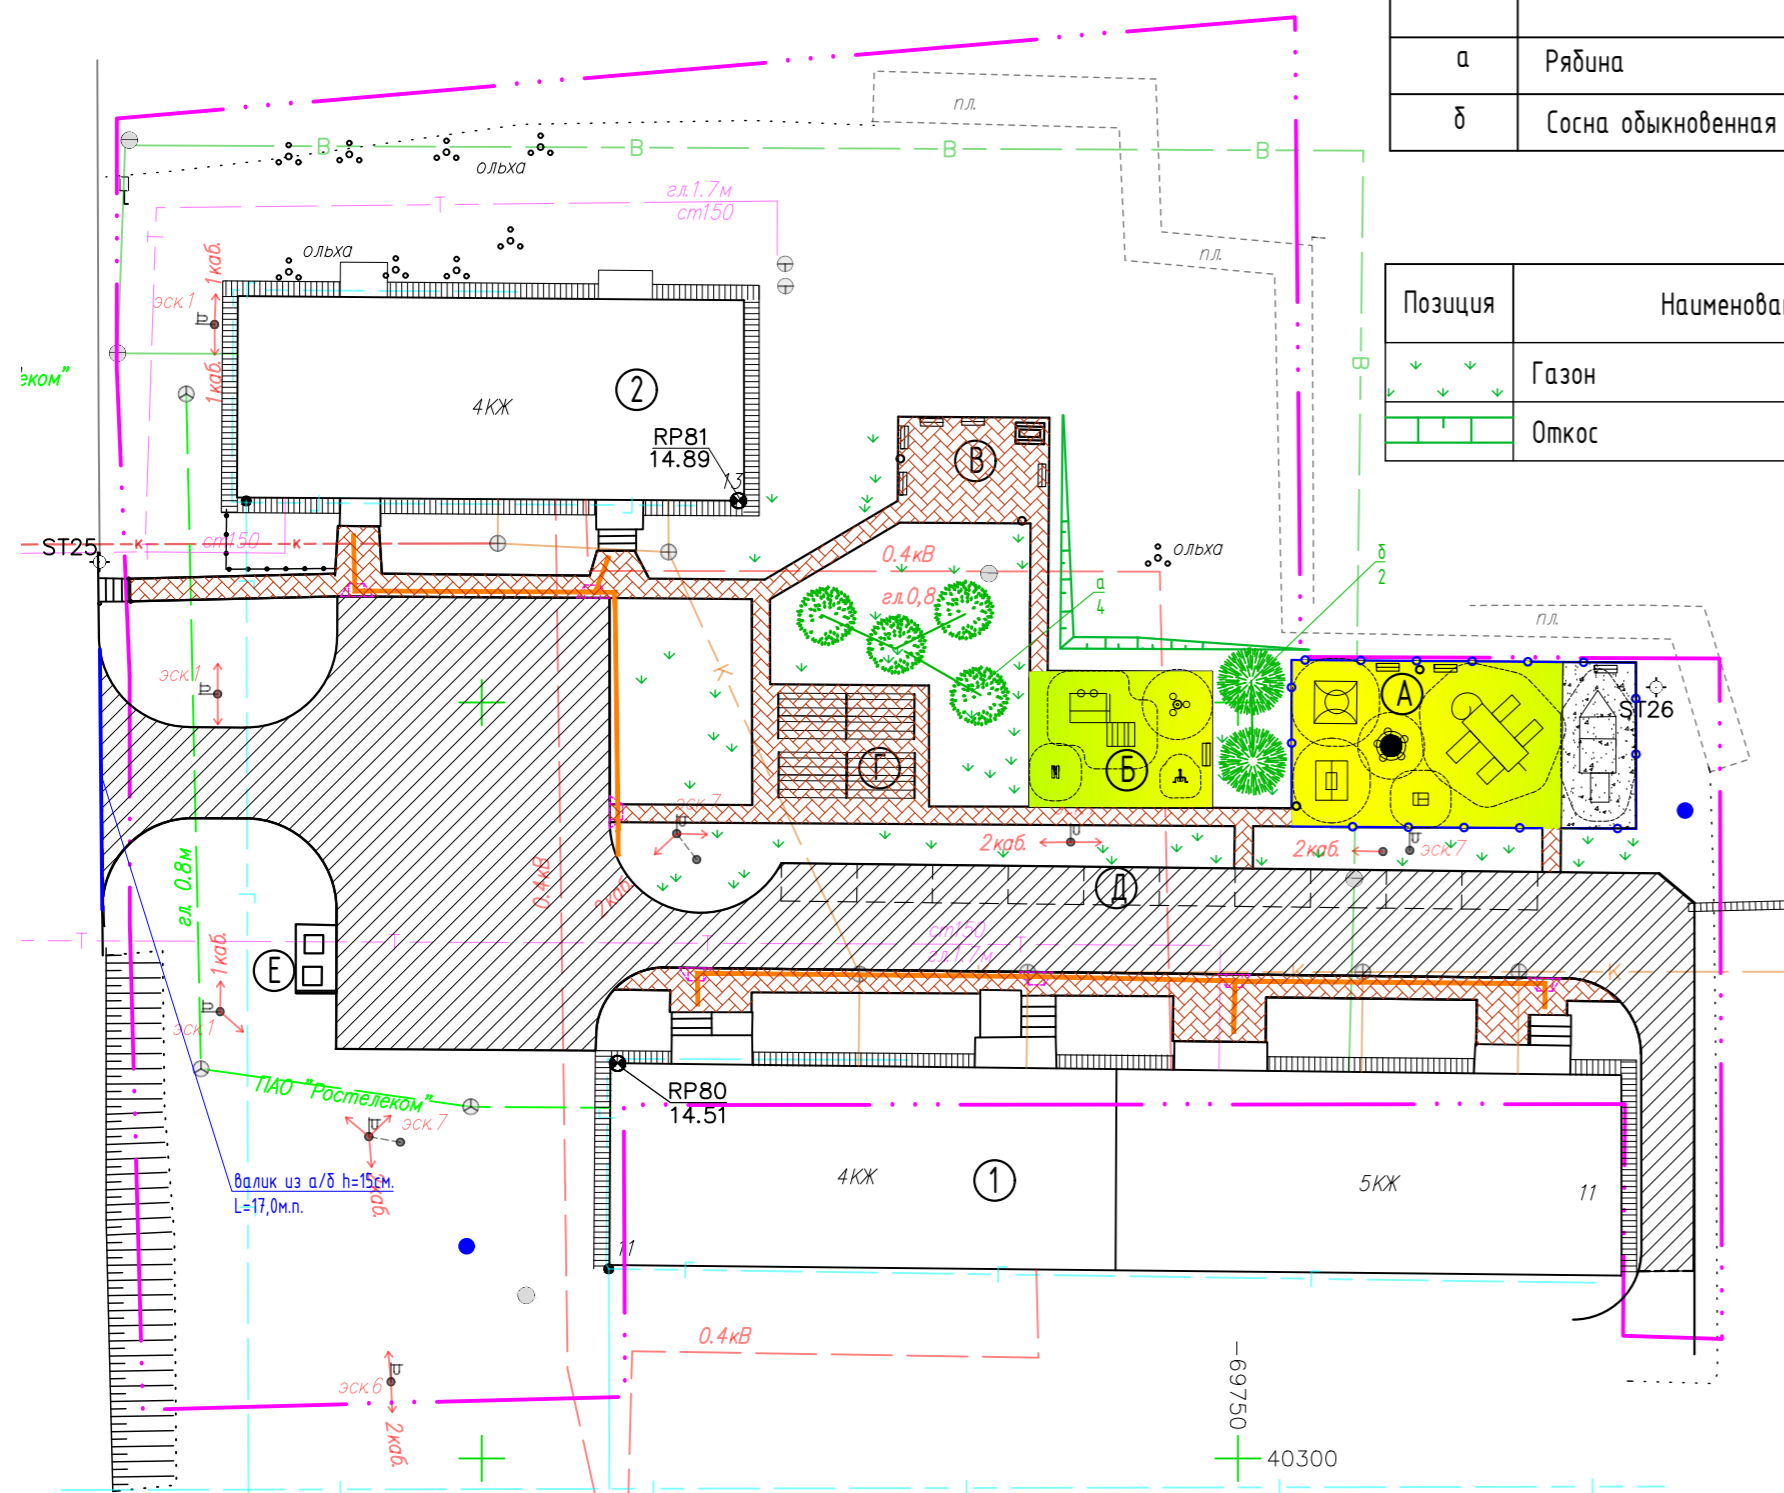 а
Рябина
б
Сосна обыкновенная
пл.
В
В
В
В
ольха
гл.1.7м
ст150
Т
пл.
Т
ольха
1каб.
эск.1
Позиция
Наименова
Газон
Откос
1каб.
еком"
В
4КЖ
2
RP81
14.89
13
В
ST25
к
ст150
к
0.4кВ
ольха
б
2
а
4
гл.0,8
пл.
эск.1
К
А
ST26
Г
Б
эск.7
2каб.
2каб.
эск.7
гл. 0.8м
0.4кВ
2каб.
Д
Т
Т
Т
ст150
гл.1.7м
Т
Е
1каб.
К
К
эск.1
ПАО "Ростелеком"
RP80
14.51
эск.7
валик из а/б h=15см.
L=17,0м.п.
2каб.
4КЖ
1
5КЖ
11
11
0.4кВ
эск.6
2каб.
-69750
40300